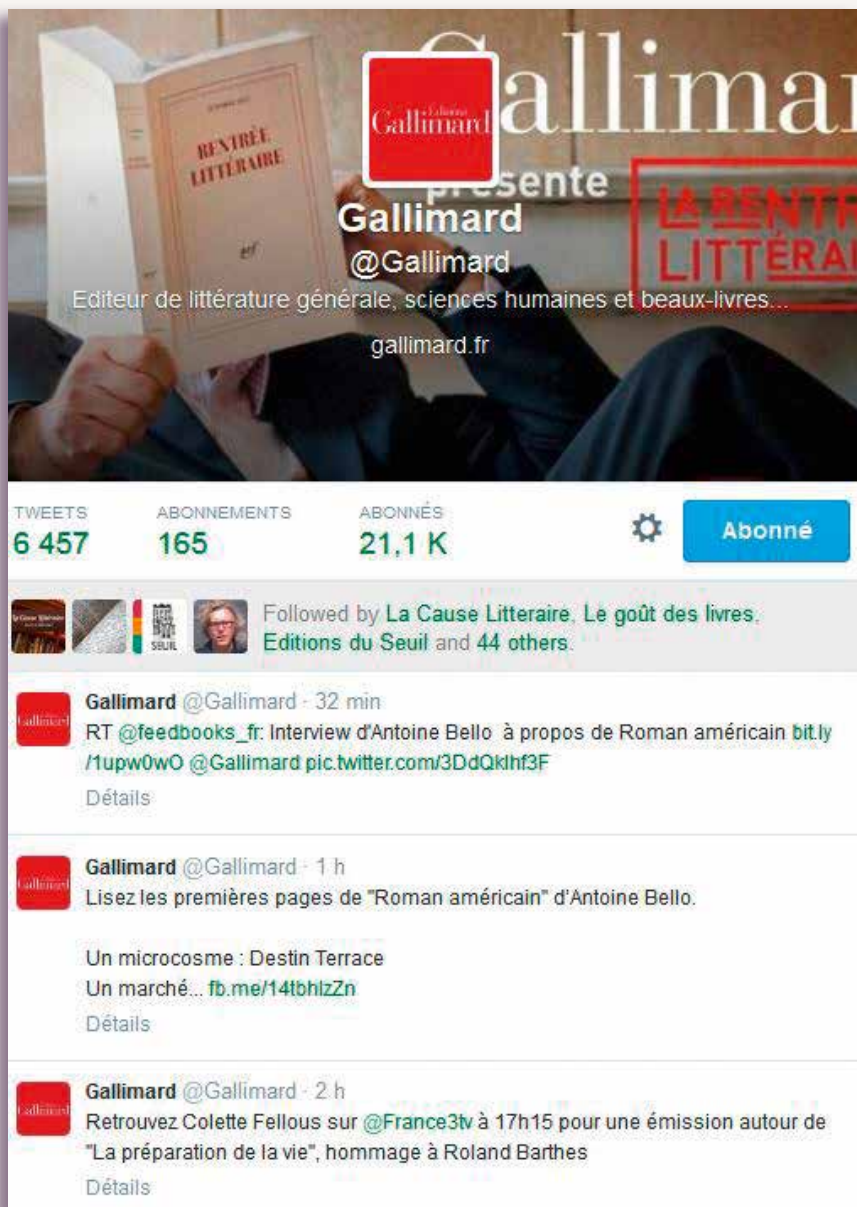 Gallimard
présente
LA RENTR
LITTÉRAI
RENTRÉE
LITTÉRAIRE
nrf
Editions
Gallimard
Gallimard
@Gallimard
Editeur de littérature générale, sciences humaines et beaux-livres...
gallimard.fr
TWEETS ABONNEMENTS ABONNÉS
6 457 165 21,1 K Abonné
SEUIL
Followed by La Cause Litteraire, Le goût des livres,
Editions du Seuil and 44 others.
Gallimard
Gallimard @Gallimard · 32 min
RT @feedbooks_fr: Interview d'Antoine Bello à propos de Roman américain bit.ly
/1upw0wO @Gallimard pic.twitter.com/3DdQklhf3F
Détails
Gallimard
Gallimard @Gallimard · 1 h
Lisez les premières pages de "Roman américain" d'Antoine Bello.
Un microcosme : Destin Terrace
Un marché... fb.me/14tbhlzZn
Détails
Gallimard
Gallimard @Gallimard · 2 h
Retrouvez Colette Fellous sur @France3tv à 17h15 pour une émission autour de
"La préparation de la vie", hommage à Roland Barthes
Détails